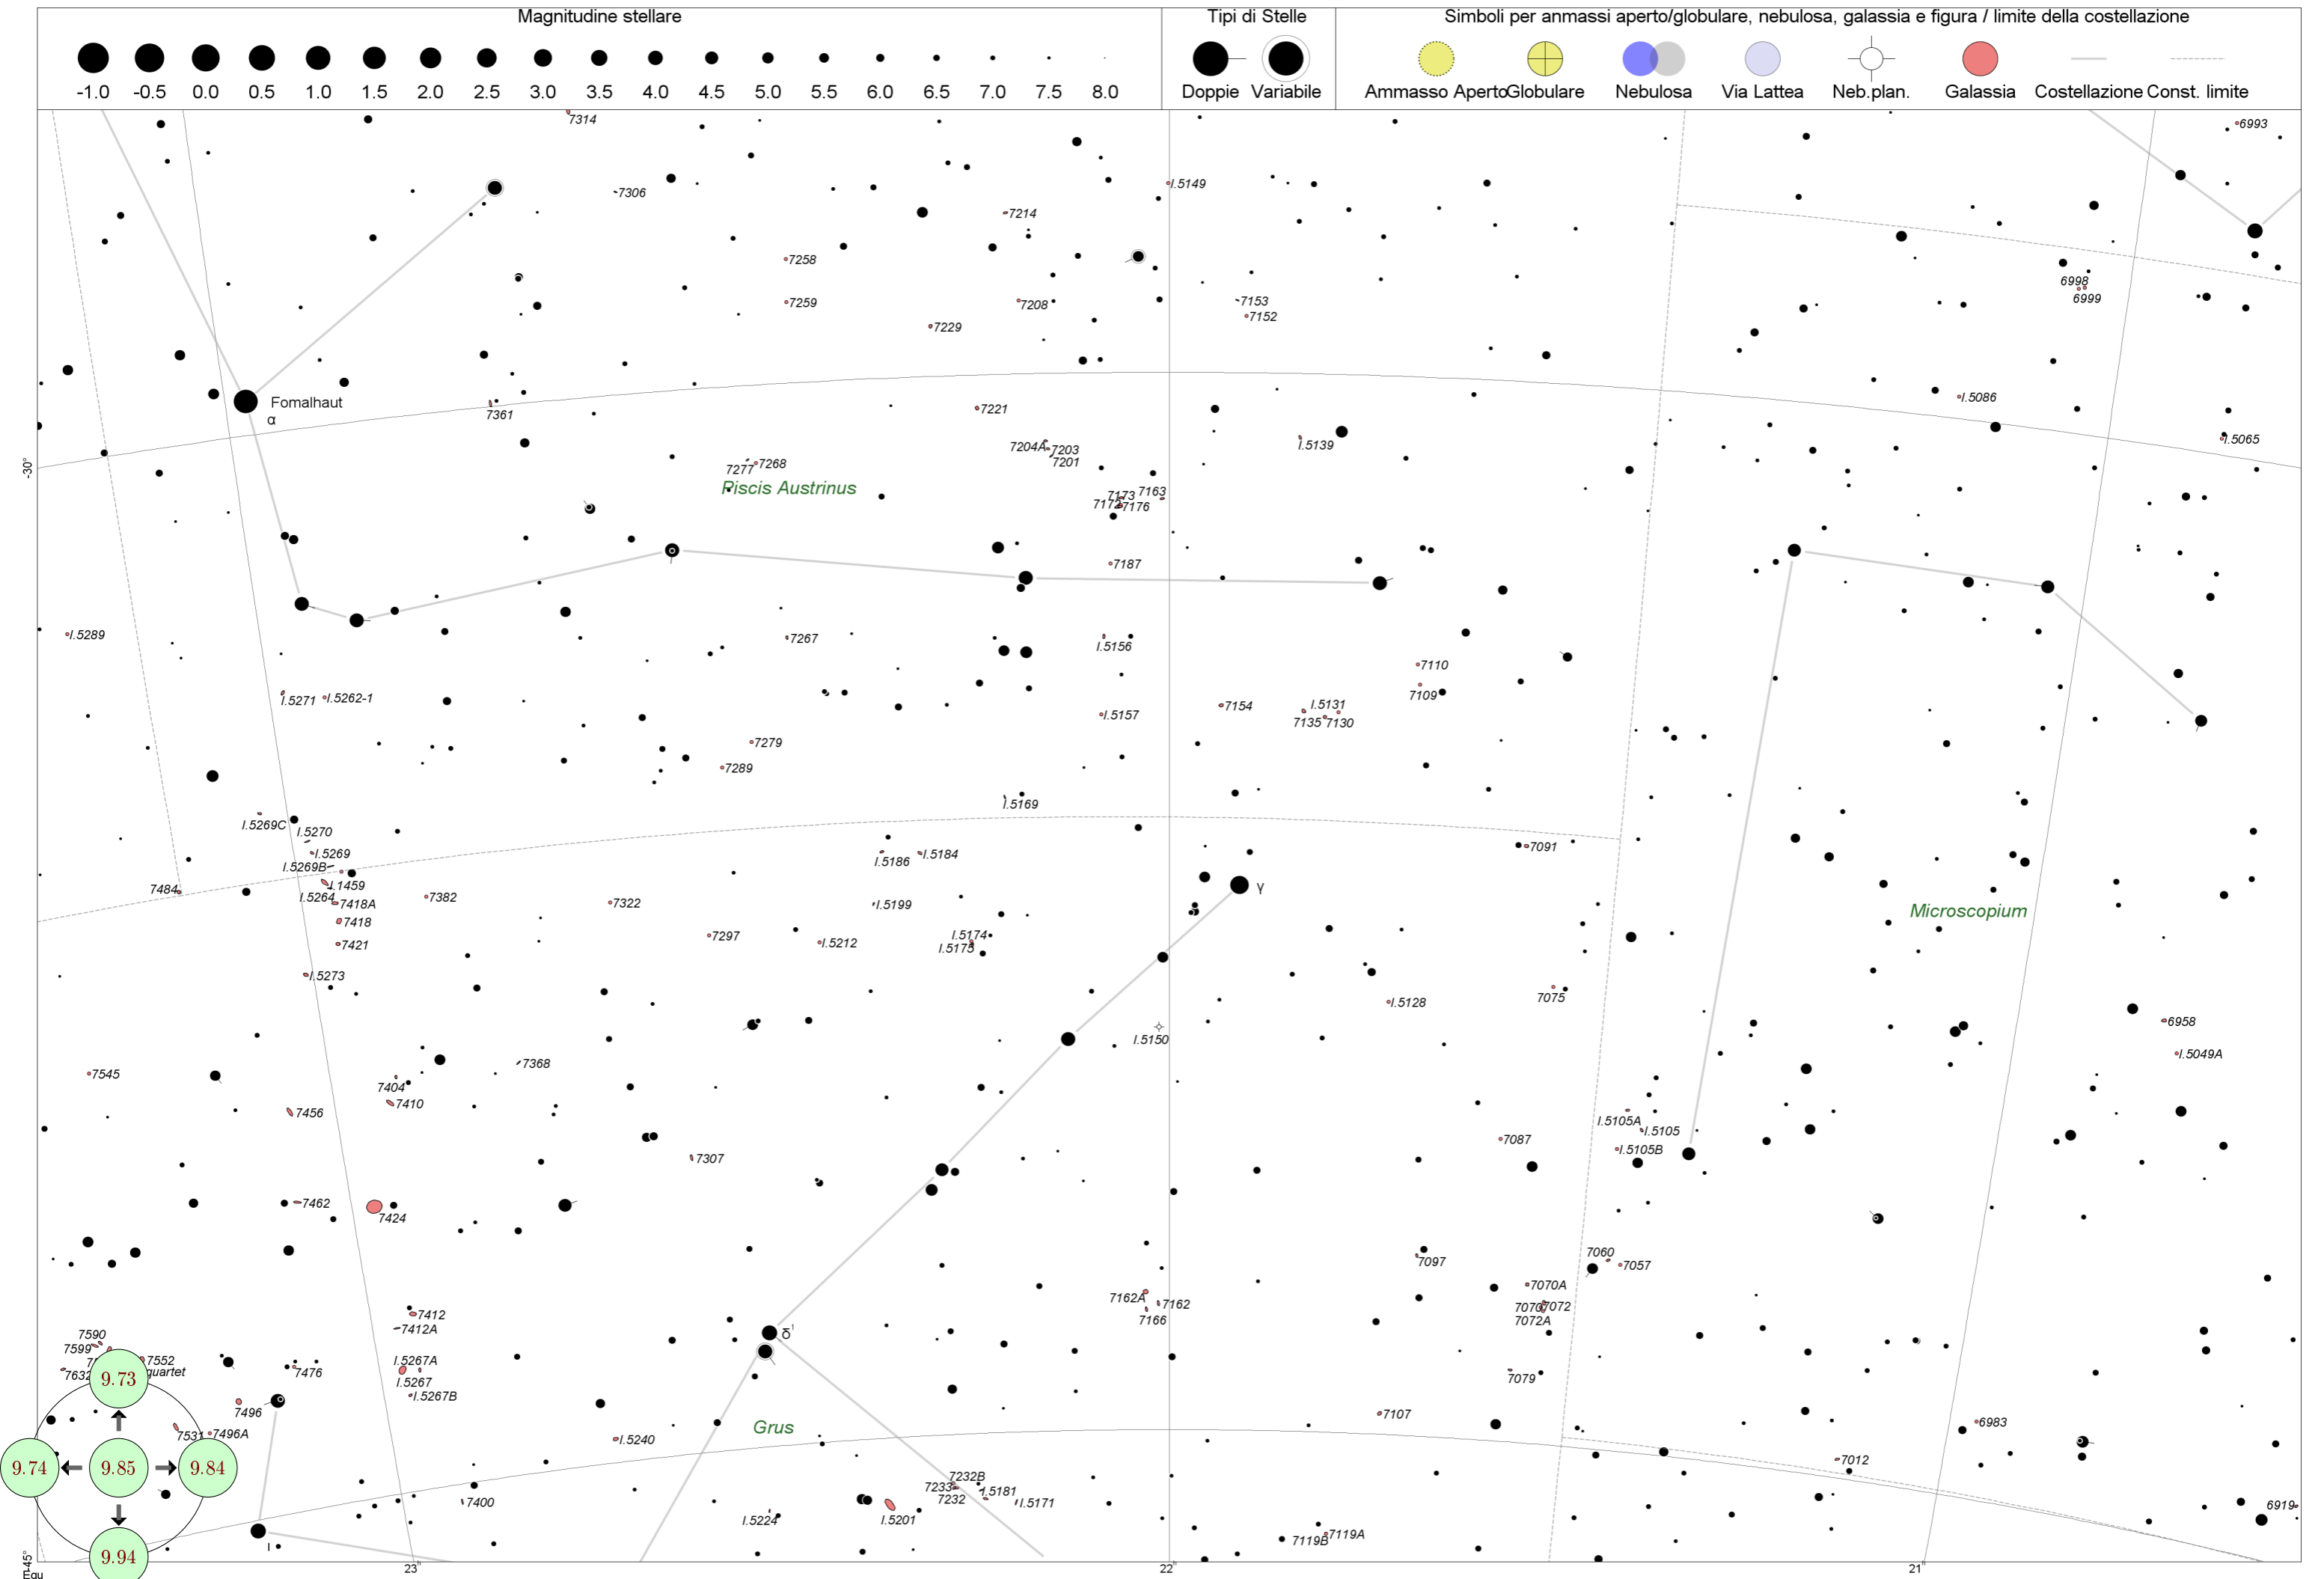 Magnitudine stellare
Tipi di Stelle
Simboli per anmassi aperto/globulare, nebulosa, galassia e figura / limite della costellazione
-1.0 -0.5 0.0 0.5 1.0 1.5 2.0 2.5 3.0 3.5 4.0 4.5 5.0 5.5 6.0 6.5 7.0 7.5 8.0
Doppie Variabile
Ammasso Aperto Globulare Nebulosa Via Lattea Neb.plan. Galassia Costellazione Const. limite
7314
6993
I.5149
7306
7214
7258
6998
6999
7259
7208
7153
7152
7229
Fomalhaut
α
7361
7221
I.5086
7204A
7203
7201
I.5139
I.5065
-30°
7277
7268
Piscis Austrinus
7173
7163
7172
7176
7187
I.5289
7267
I.5156
7110
7109
I.5271
I.5262-1
I.5157
7154
I.5131
7135
7130
7279
7289
I.5169
I.5269C
I.5270
I.5269
I.5269B
I.1459
7484
I.5264
7418A
7382
7322
I.5186
I.5184
7091
γ
I.5199
Microscopium
7418
7421
7297
I.5212
I.5174
I.5175
I.5273
7075
I.5128
6958
I.5150
I.5049A
7545
7368
7404
7410
7456
I.5105A
I.5105
I.5105B
7087
7307
7462
7424
7097
7060
7057
7070A
7162A
7162
7166
7070
7072
7072A
7412
7412A
δ
1
7590
7599
7552
quartet
7632
9.73
I.5267A
I.5267
I.5267B
7476
7079
7496
7496A
7531
7107
6983
Grus
I.5240
9.74
9.85
9.84
7012
7232B
7233
7232
I.5181
I.5171
7400
I.5201
I.5224
6919
7119B
7119A
ι
9.94
-45°
23
22
21